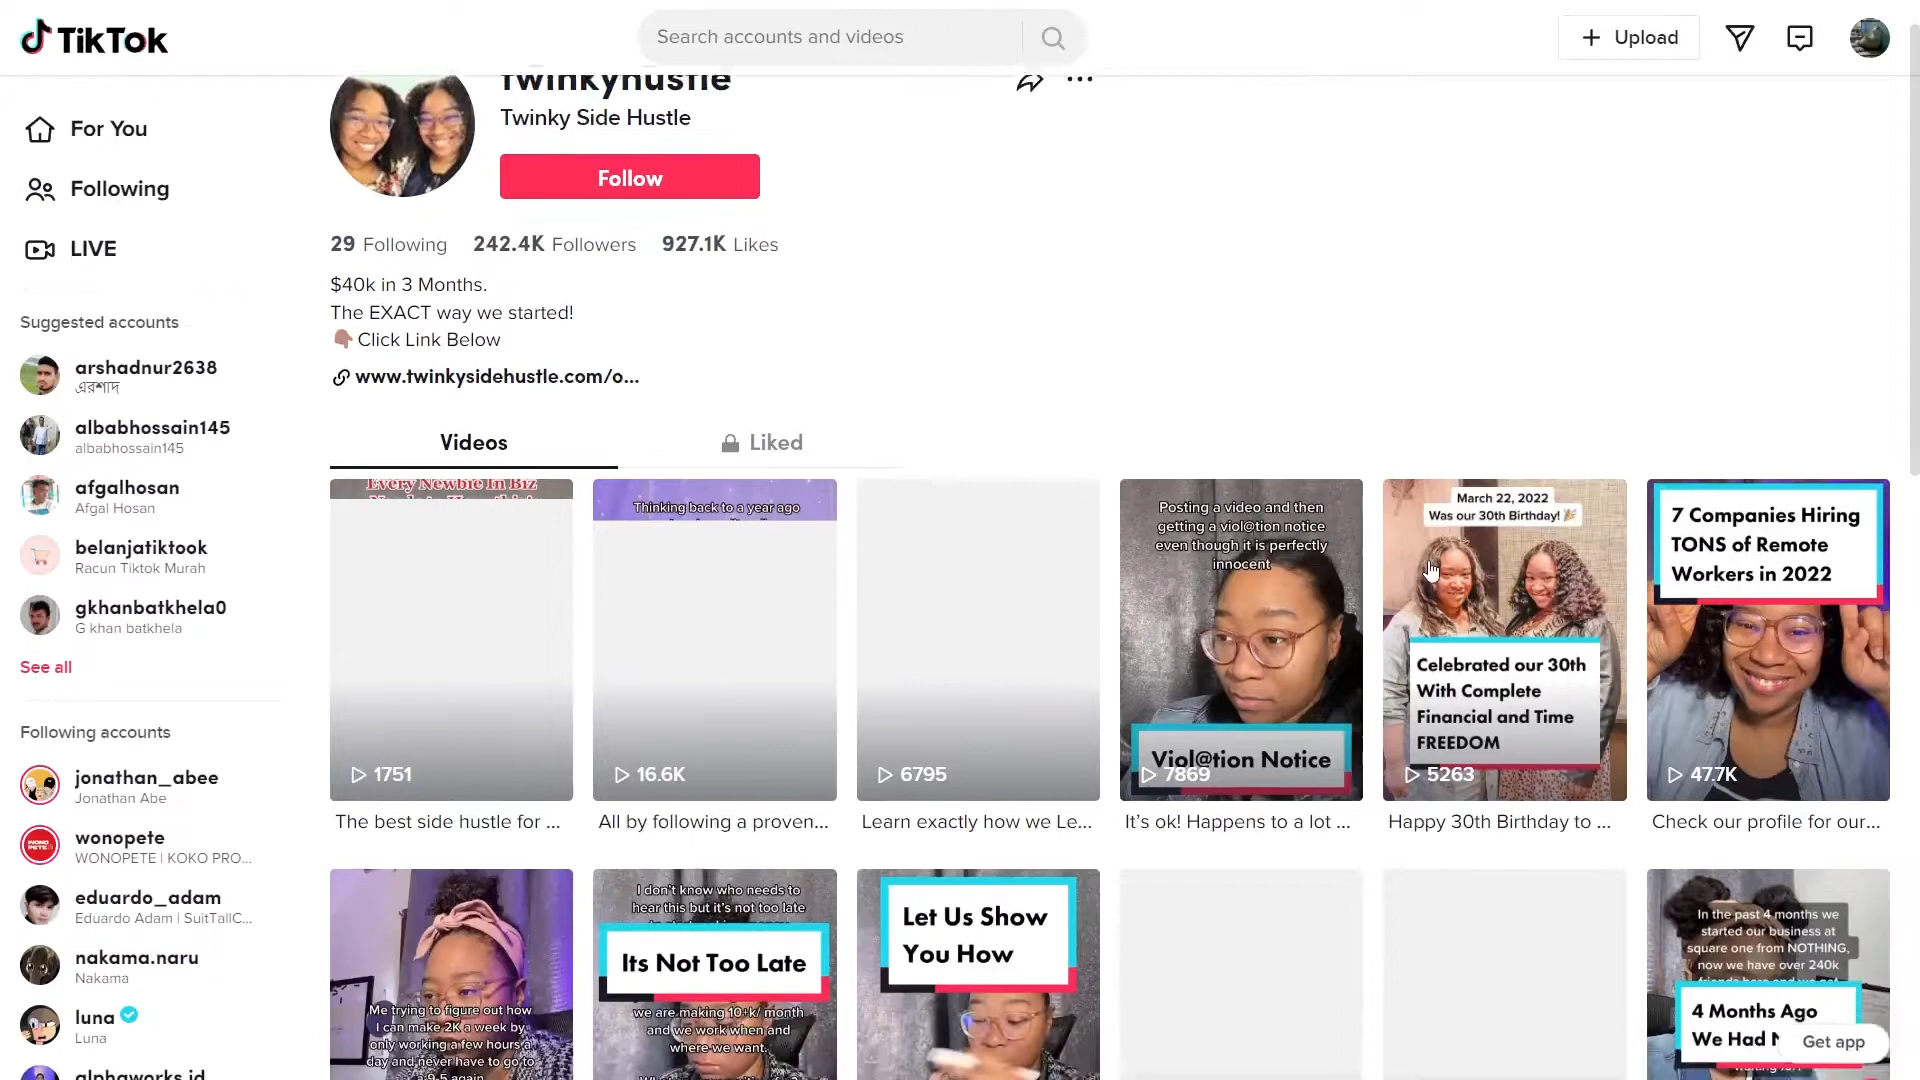 TikTok
Search accounts and videos
Upload
For You
Following
LIVE
Suggested accounts
arshadnur2638
এরশাদ
albabhossain145
albabhossain145
afgalhosan
Afgal Hosan
belanjatiktook
Racun Tiktok Murah
gkhanbatkhela0
G khan batkhela
See all
Following accounts
jonathan_abee
Jonathan Abe
wonopete
WONOPETE | KOKO PRO...
eduardo_adam
Eduardo Adam | SuitTallC...
nakama.naru
Nakama
luna
Luna
alphaworks.id
twinkyhustle
Twinky Side Hustle
Follow
29 Following 242.4K Followers 927.1K Likes
$40k in 3 Months.
The EXACT way we started!
👇🏽 Click Link Below
www.twinkysidehustle.com/o...
Videos
Liked
Every Newbie In Biz
1751
The best side hustle for ...
Thinking back to a year ago
16.6K
All by following a proven...
6795
Learn exactly how we Le...
Posting a video and then
getting a viol@tion notice
even though it is perfectly
innocent
Viol@tion Notice
7869
It's ok! Happens to a lot ...
March 22, 2022
Was our 30th Birthday! 🎉
Celebrated our 30th
With Complete
Financial and Time
FREEDOM
5263
Happy 30th Birthday to ...
7 Companies Hiring
TONS of Remote
Workers in 2022
47.7K
Check our profile for our...
Me trying to figure out how
I can make 2K a week by
only working a few hours a
day and never have to go to
a 9-5 again
I don't know who needs to
hear this but it's not too late
Its Not Too Late
we are making 10+k/ month
and we work when and
where we want.
Let Us Show
You How
In the past 4 months we
started our business at
square one from NOTHING,
now we have over 240k
4 Months Ago
We Had
Get app